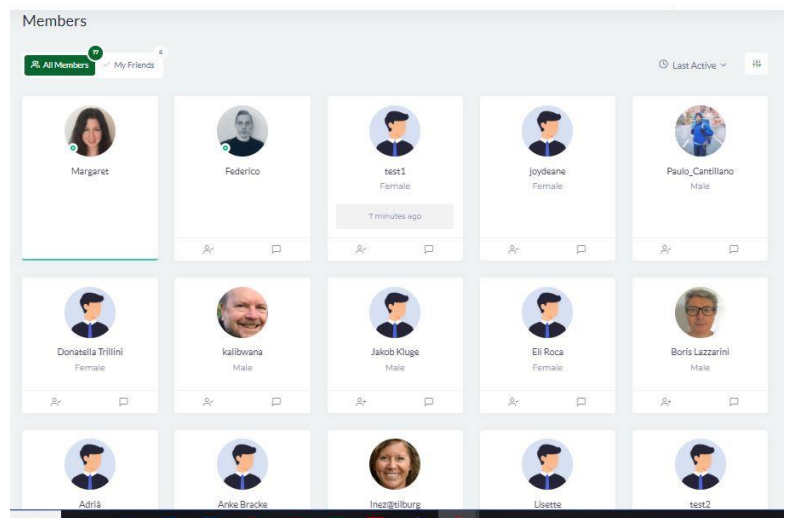 Members
77 6
All Members My Friends Last Active
Margaret Federico test1 joydeane Paulo_Cantillano
Female Female Male
7 minutes ago
Donatella Trillini kalibwana Jakob Kluge Eli Roca Boris Lazzarini
Female Male Male Female Male
Adrià Anke Bracke Inez@tilburg Lisette test2